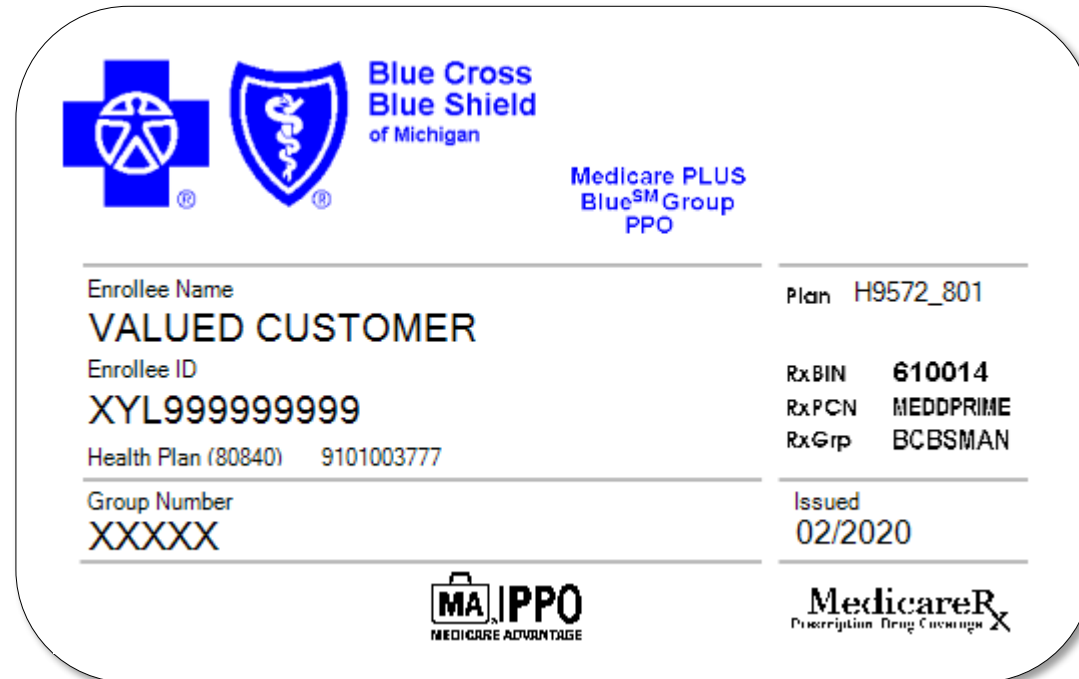 Blue Cross
Blue Shield
of Michigan
® ®
Medicare PLUS
Blue℠ Group
PPO
Enrollee Name
VALUED CUSTOMER
Enrollee ID
XYL999999999
Health Plan (80840) 9101003777
Plan H9572_801
RxBIN 610014
RxPCN MEDDPRIME
RxGrp BCBSMAN
Group Number
XXXXX
Issued
02/2020
MA PPO
MEDICARE ADVANTAGE
MedicareRx
Prescription Drug Coverage X